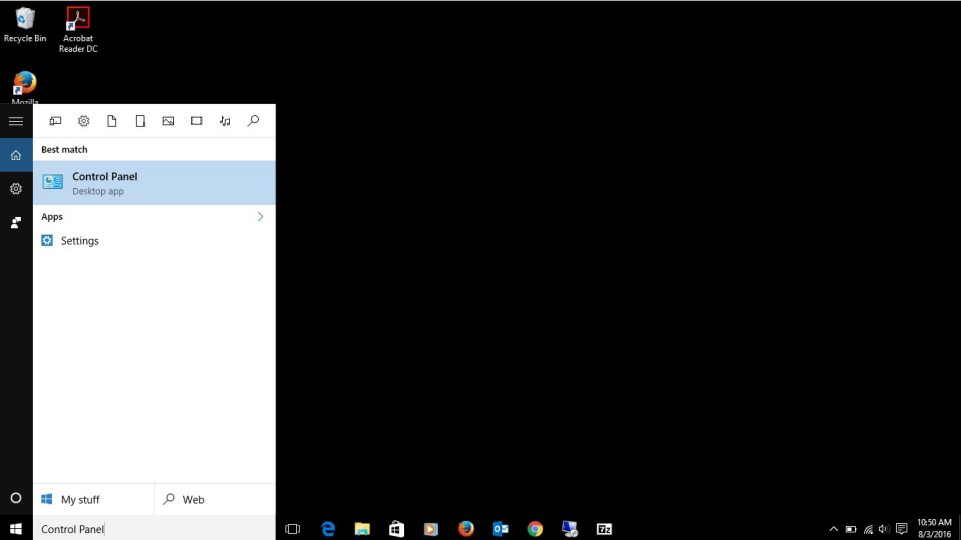 Recycle Bin
Acrobat
Reader DC
Mozilla
Best match
Control Panel
Desktop app
Apps
Settings
My stuff
Web
Control Panel
7z
10:50 AM
8/3/2016